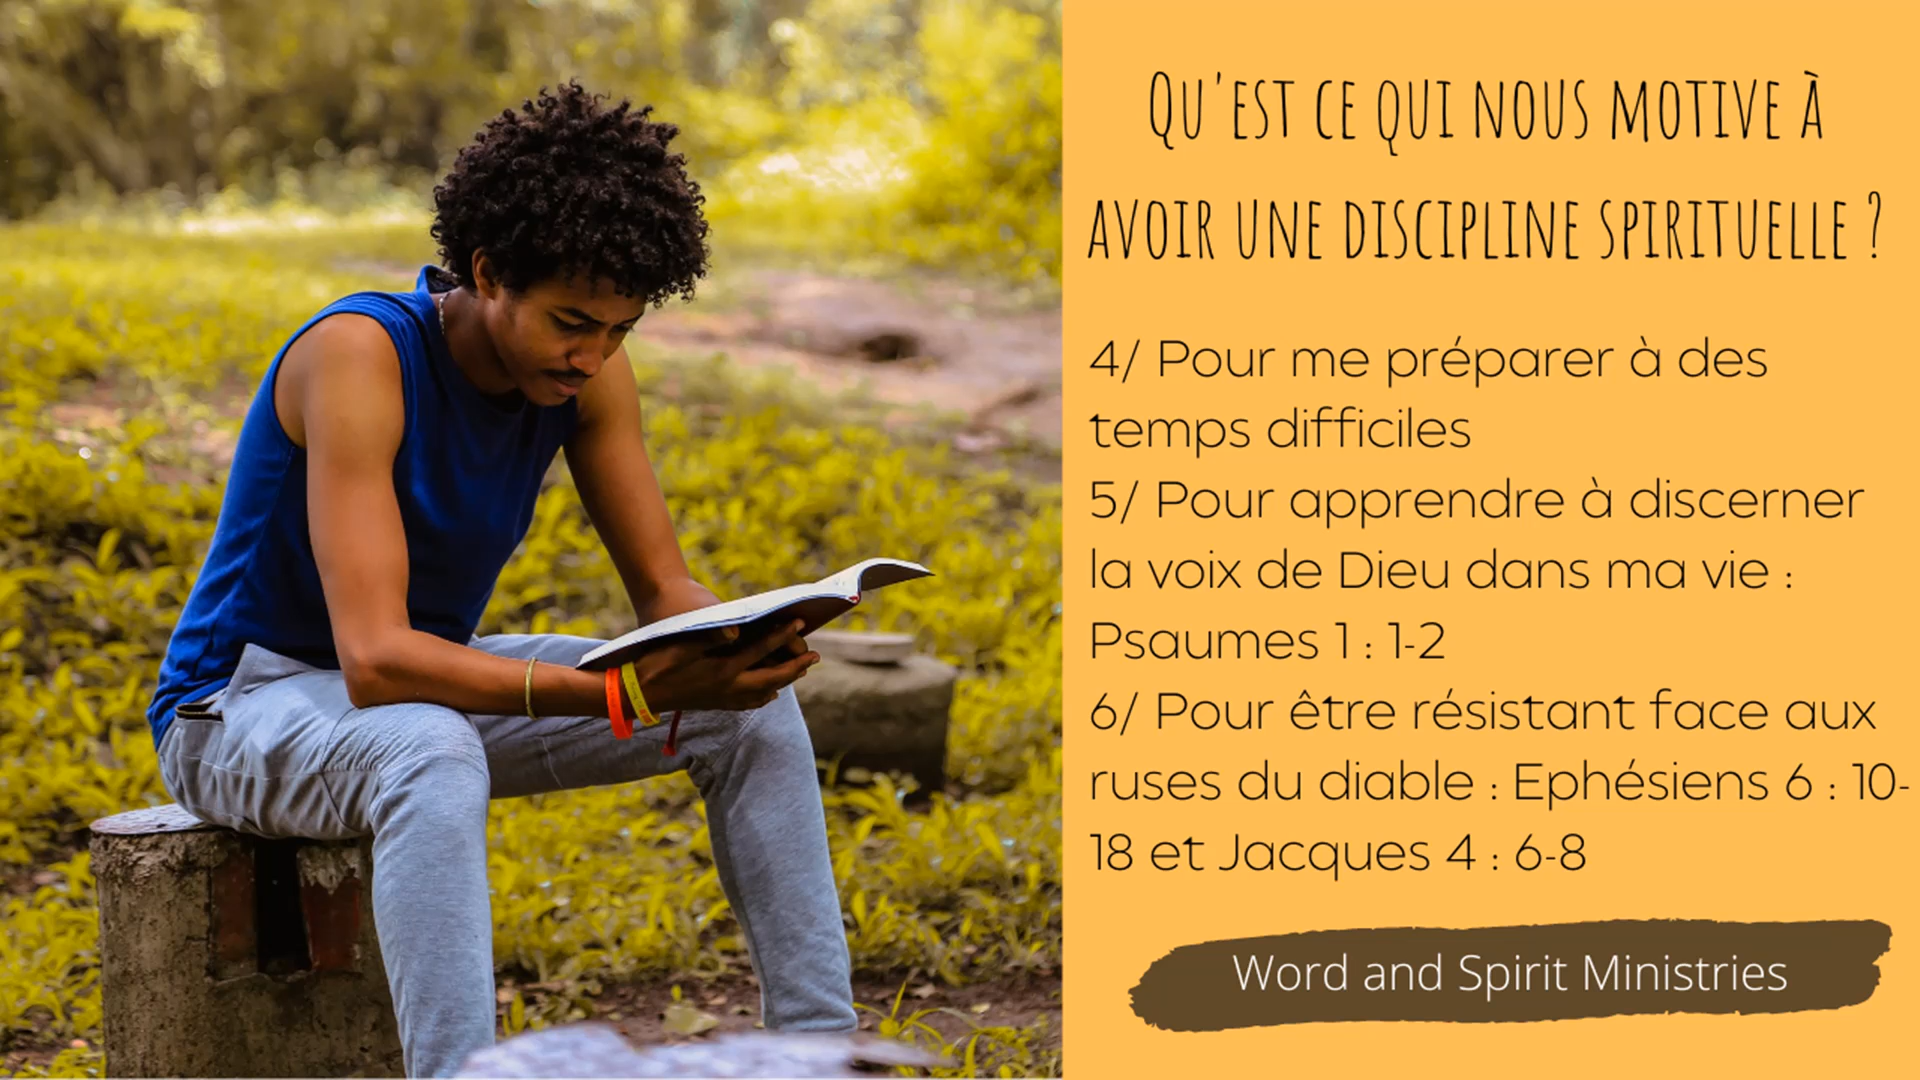 Qu'est ce qui nous motive à
avoir une discipline spirituelle ?
4/ Pour me préparer à des
temps difficiles
5/ Pour apprendre à discerner
la voix de Dieu dans ma vie :
Psaumes 1 : 1-2
6/ Pour être résistant face aux
ruses du diable : Ephésiens 6 : 10-
18 et Jacques 4 : 6-8
Word and Spirit Ministries